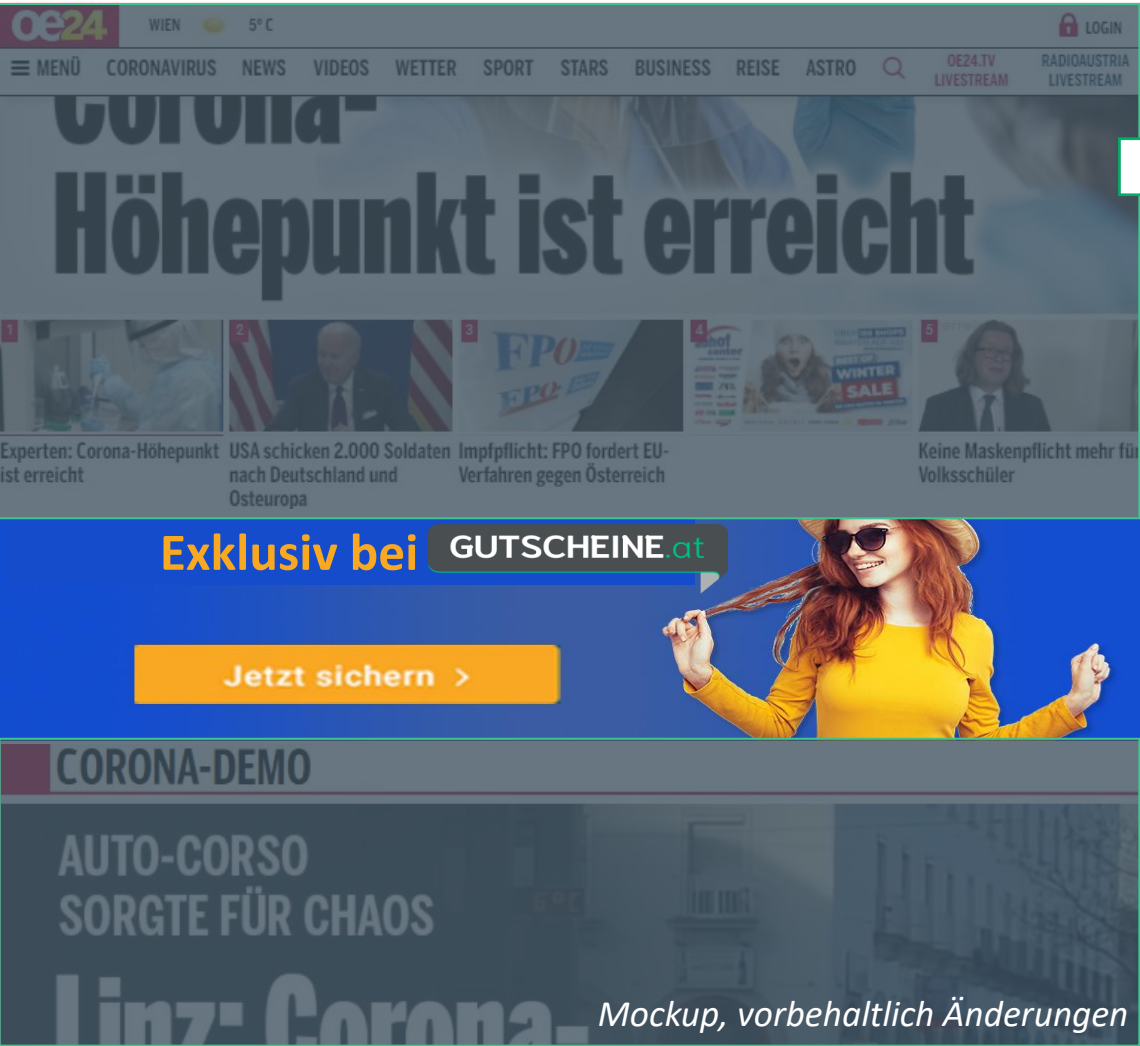 oe24
WIEN 5° C
LOGIN
MENÜ CORONAVIRUS NEWS VIDEOS WETTER SPORT STARS BUSINESS REISE ASTRO
OE24.TV
LIVESTREAM
RADIOAUSTRIA
LIVESTREAM
Corona-
Höhepunkt ist erreicht
1
2
3
4
5
FPO
FPO
WINTER
SALE
Experten: Corona-Höhepunkt
ist erreicht
USA schicken 2.000 Soldaten
nach Deutschland und
Osteuropa
Impfpflicht: FPO fordert EU-
Verfahren gegen Österreich
Keine Maskenpflicht mehr für
Volksschüler
Exklusiv bei GUTSCHEINE.at
Jetzt sichern >
CORONA-DEMO
AUTO-CORSO
SORGTE FÜR CHAOS
Linz: Corona-
Mockup, vorbehaltlich Änderungen